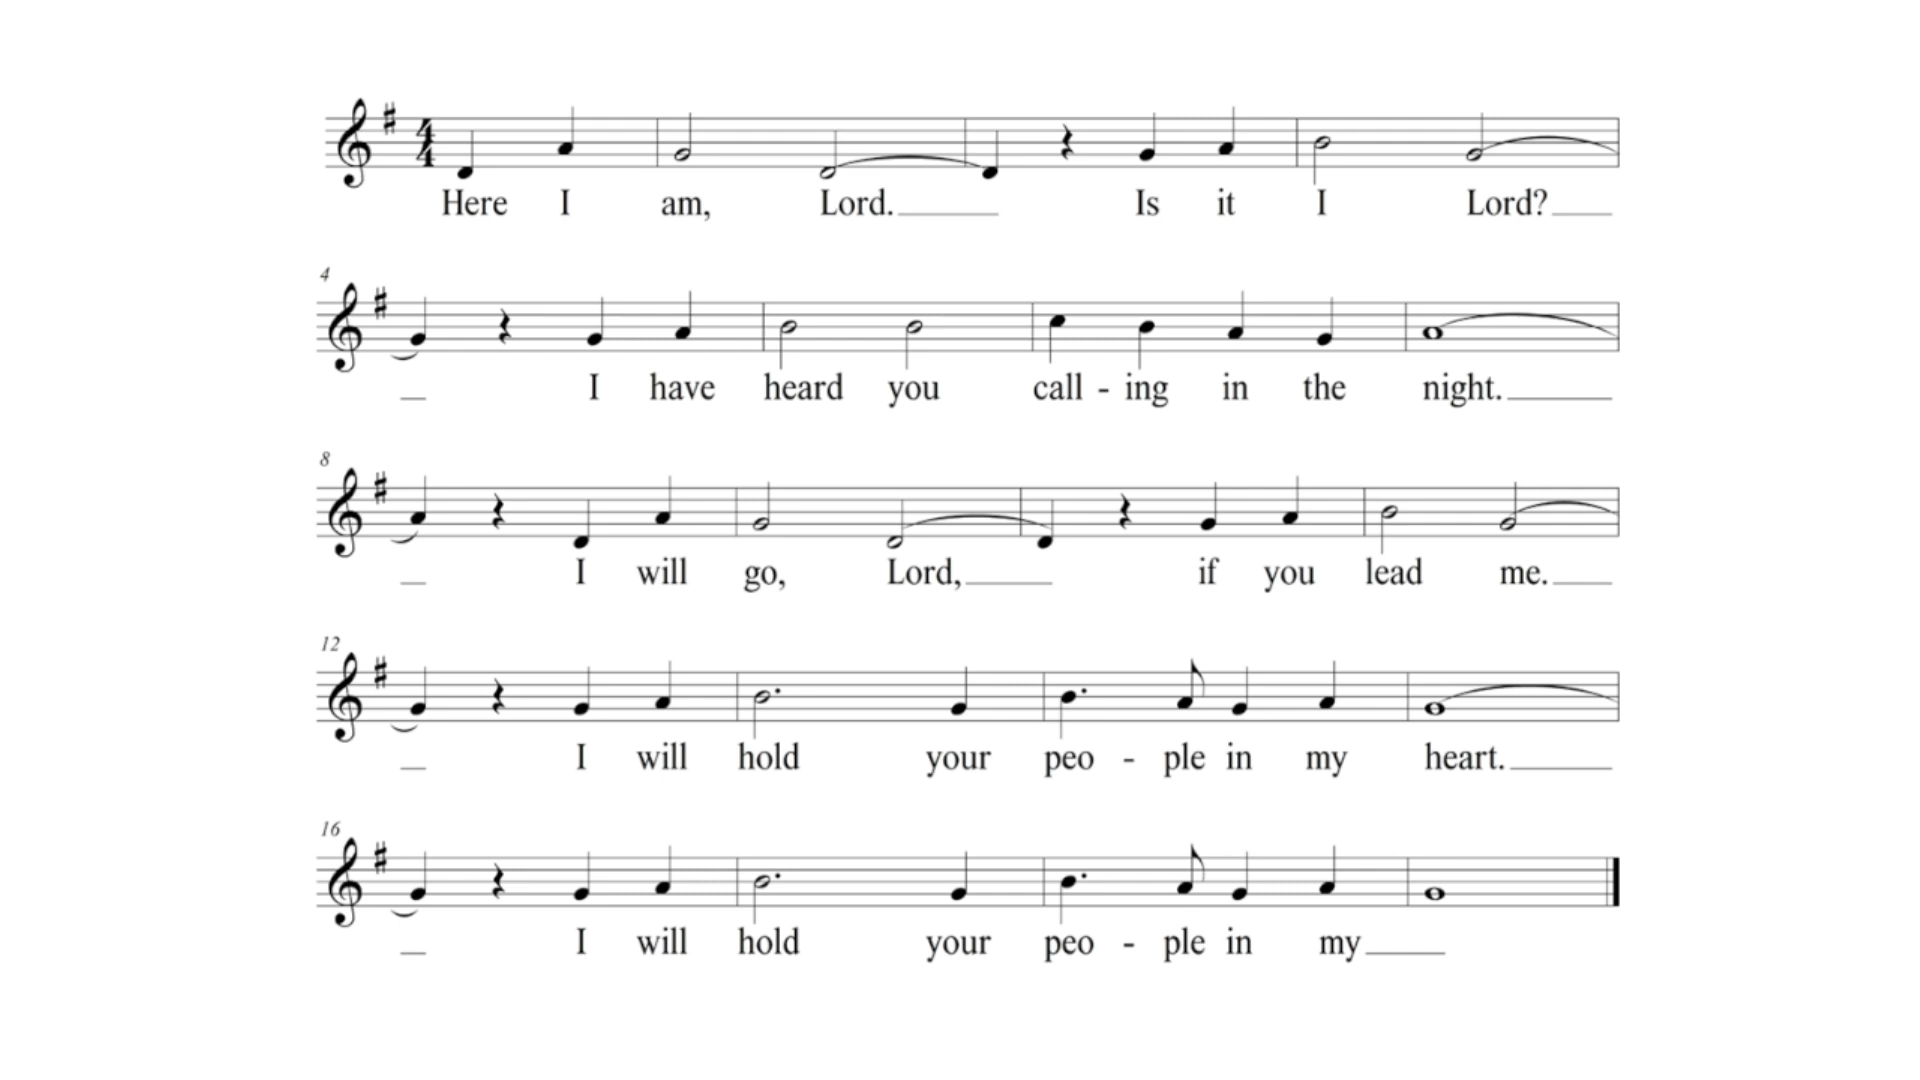 Here I am, Lord. Is it I Lord?
4
I have heard you call - ing in the night.
8
I will go, Lord, if you lead me.
12
I will hold your peo - ple in my heart.
16
I will hold your peo - ple in my